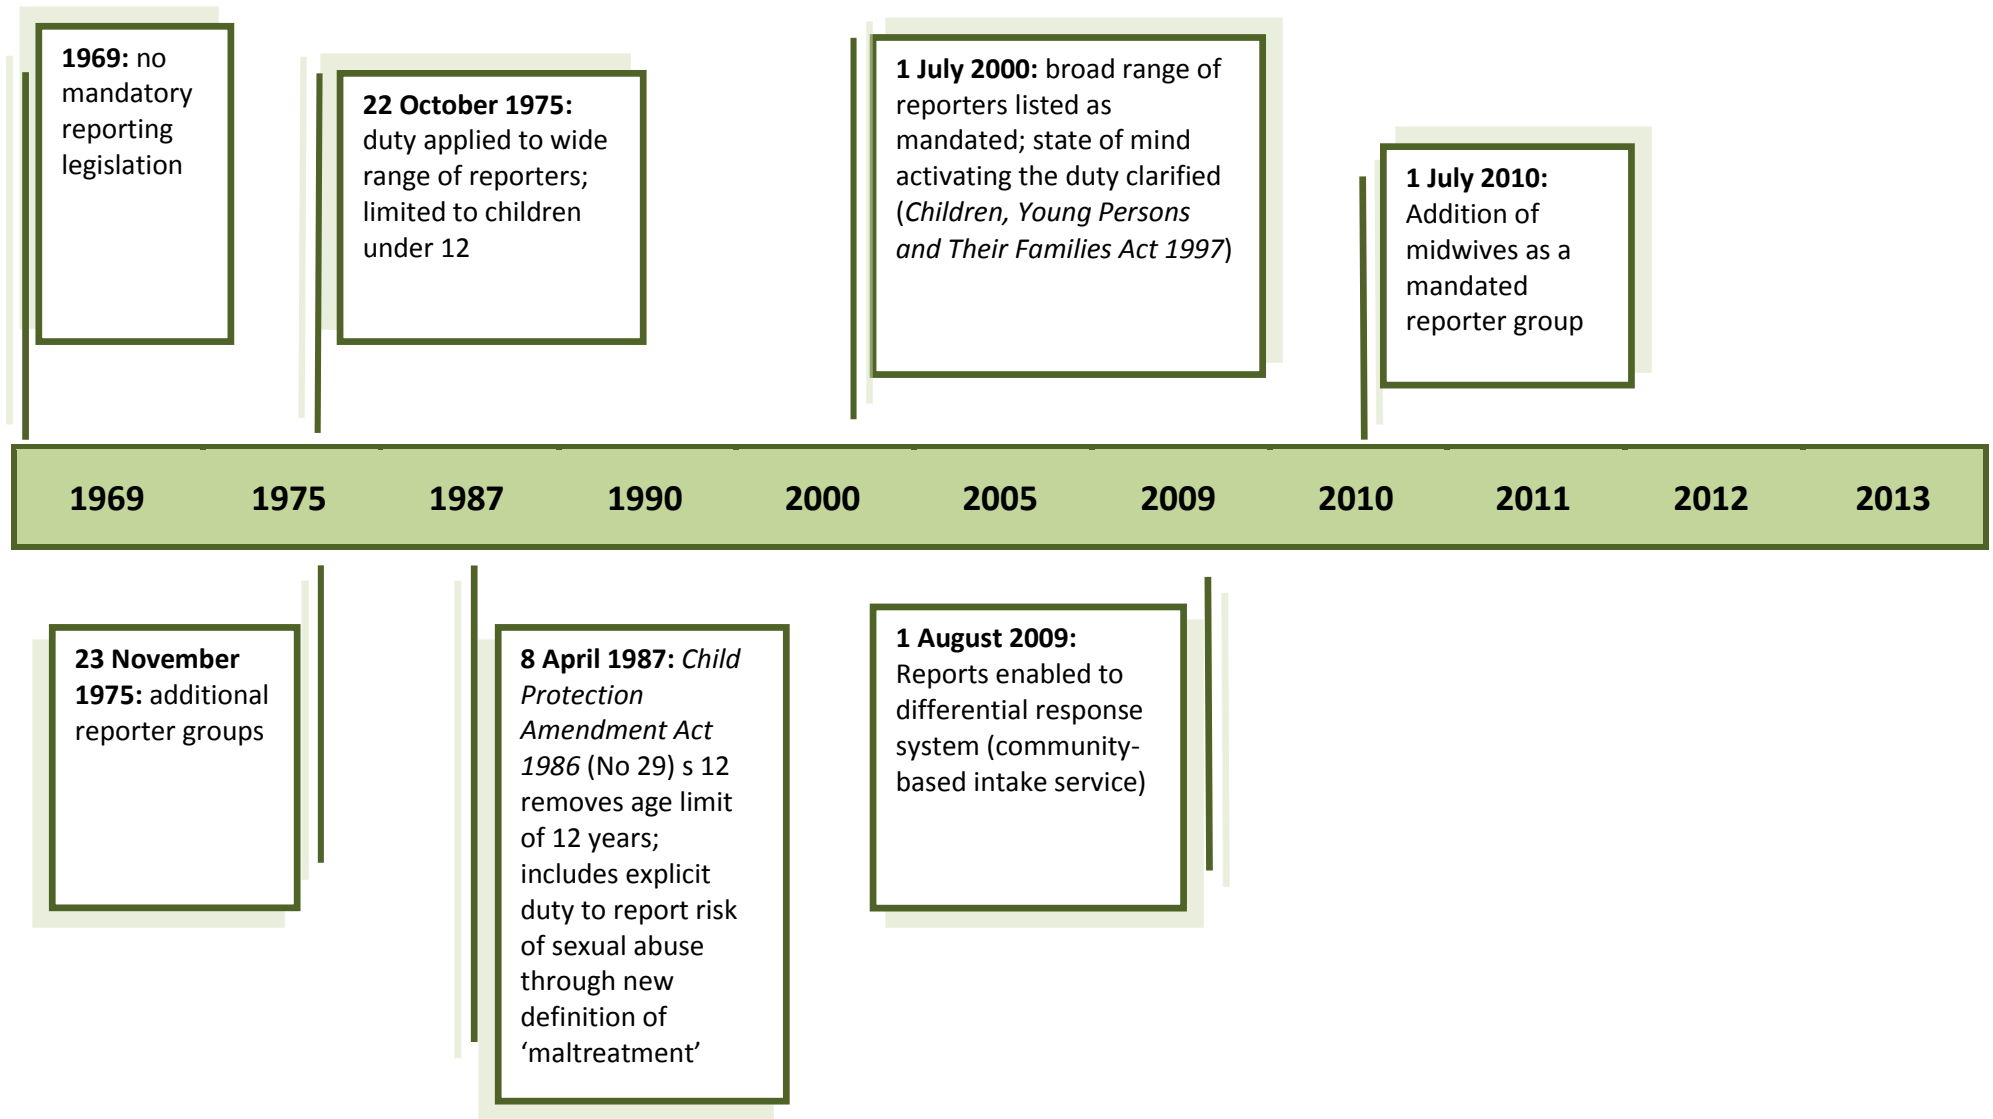 1969: no
mandatory
reporting
legislation
22 October 1975:
duty applied to wide
range of reporters;
limited to children
under 12
1 July 2000: broad range of
reporters listed as
mandated; state of mind
activating the duty clarified
(Children, Young Persons
and Their Families Act 1997)
1 July 2010:
Addition of
midwives as a
mandated
reporter group
1969 1975 1987 1990 2000 2005 2009 2010 2011 2012 2013
23 November
1975: additional
reporter groups
8 April 1987: Child
Protection
Amendment Act
1986 (No 29) s 12
removes age limit
of 12 years;
includes explicit
duty to report risk
of sexual abuse
through new
definition of
‘maltreatment’
1 August 2009:
Reports enabled to
differential response
system (community-
based intake service)